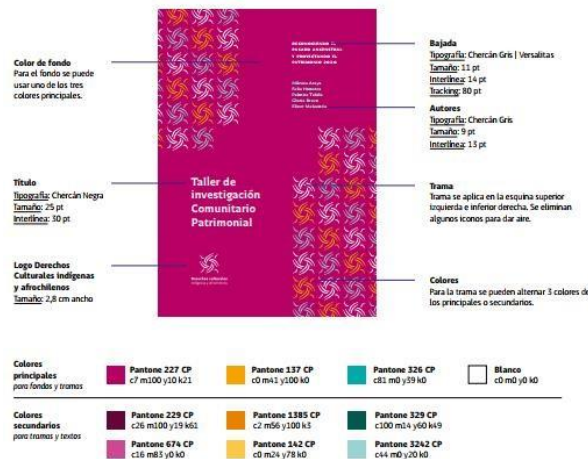 Color de fondo
Para el fondo se puede
usar uno de los tres
colores principales.
Título
Tipografía: Chercán Negra
Tamaño: 25 pt
Interlínea: 30 pt
Logo Derechos
Culturales Indígenas y
afrochilenos
Tamaño: 2,8 cm ancho
Y PROYECCIONES
PATRIMONIO
Taller de
investigación
Comunitario
Patrimonial
Derechos culturales
Bajada
Tipografía: Chercán Gris | Versalitas
Tamaño: 11 pt
Interlínea: 14 pt
Tracking: 80 pt
Autores
Tipografía: Chercán Gris
Tamaño: 9 pt
Interlínea: 13 pt
Trama
Trama se aplica en la esquina superior
izquierda e inferior derecha. Se eliminan
algunos iconos para dar aire.
Colores
Para la trama se pueden alternar 3 colores de
los principales o secundarios.
Colores
principales
para fondos y tramas
Pantone 227 CP
c7 m100 y10 k21
Pantone 137 CP
c0 m41 y100 k0
Pantone 326 CP
c81 m0 y39 k0
Blanco
c0 m0 y0 k0
Colores
secundarios
para tramas y textos
Pantone 229 CP
c26 m100 y19 k61
Pantone 1385 CP
c2 m56 y100 k3
Pantone 329 CP
c100 m14 y60 k49
Pantone 674 CP
c16 m83 y0 k0
Pantone 142 CP
c0 m24 y78 k0
Pantone 3242 CP
c44 m0 y20 k0